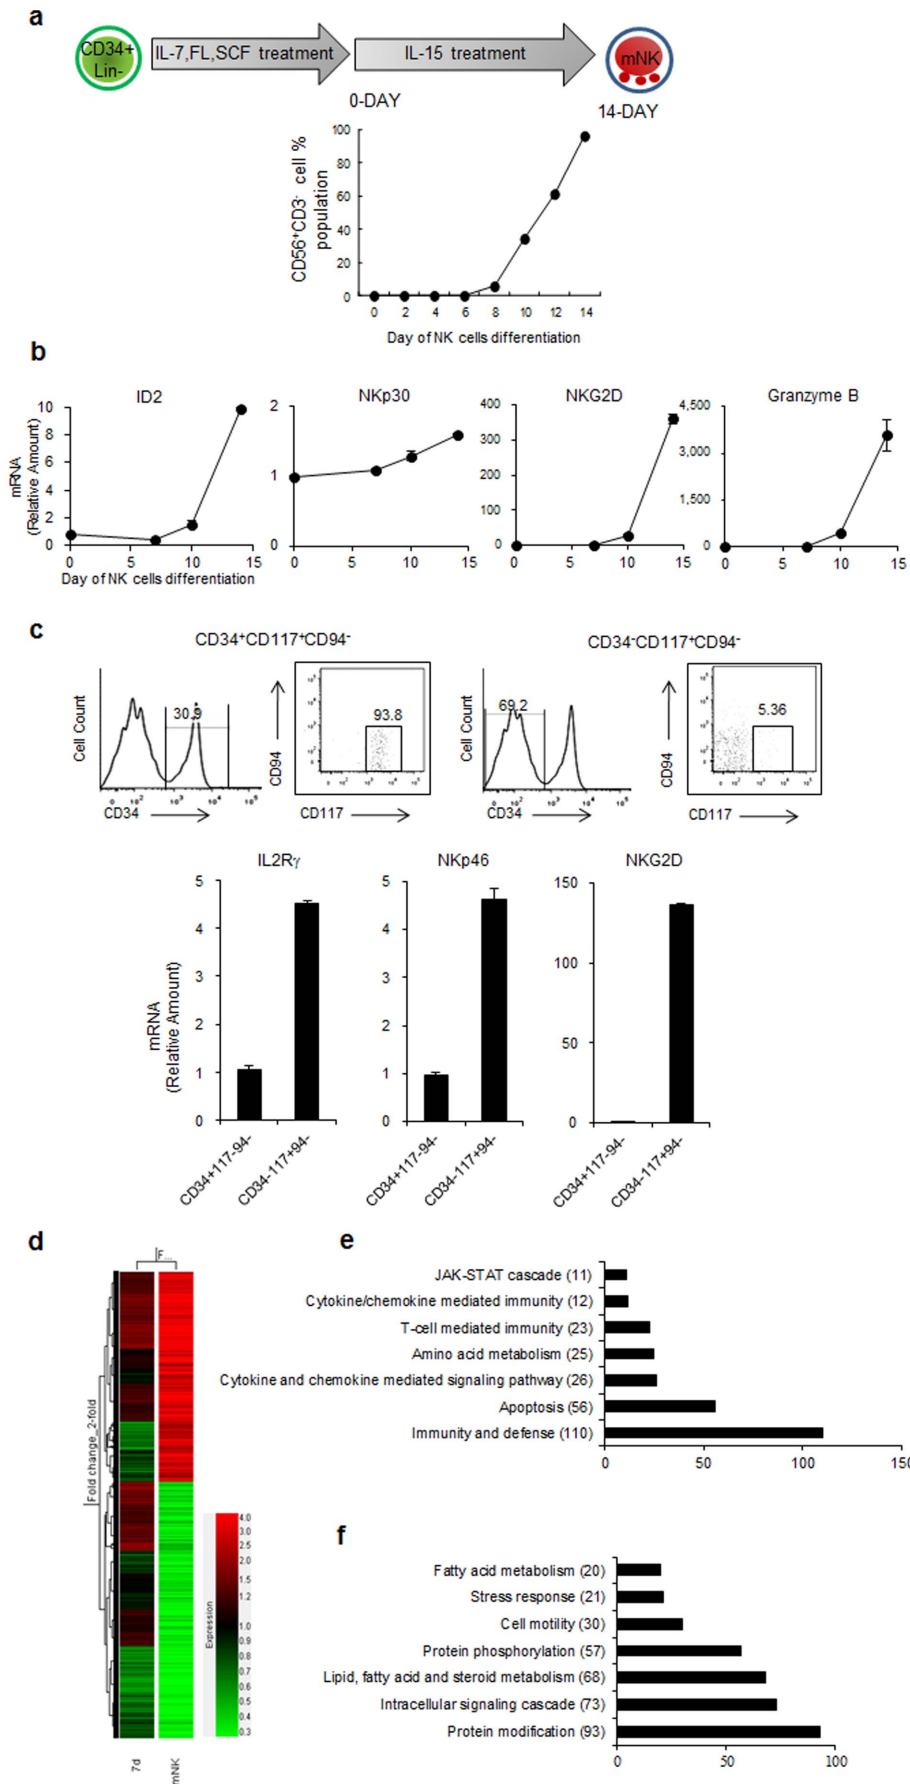 a
CD34+
Lin-
IL-7,FL,SCF treatment
IL-15 treatment
mNK
0-DAY
14-DAY
CD56⁺CD3⁻ cell %
population
100
80
60
40
20
0
0 2 4 6 8 10 12 14
Day of NK cells differentiation
b
ID2
NKp30
NKG2D
Granzyme B
mRNA
(Relative Amount)
10
8
6
4
2
0
0 5 10 15
Day of NK cells differentiation
2
1
0
0 5 10 15
400
300
200
100
0
0 5 10 15
4,500
3,000
1,500
0
0 5 10 15
c
CD34⁺CD117⁺CD94⁻
CD34⁻CD117⁺CD94⁻
Cell Count
30.9
CD34
CD94
93.8
CD117
Cell Count
69.2
CD34
CD94
5.36
CD117
IL2Rγ
NKp46
NKG2D
mRNA
(Relative Amount)
5
4
3
2
1
0
CD34+117-94-
CD34-117+94-
5
4
3
2
1
0
CD34+117-94-
CD34-117+94-
150
100
50
0
CD34+117-94-
CD34-117+94-
d
F...
Fold change_2-fold
Expression
4.0
3.0
2.0
1.5
1.2
1.0
0.9
0.8
0.7
0.6
0.5
0.4
0.3
7d
mNK
e
JAK-STAT cascade (11)
Cytokine/chemokine mediated immunity (12)
T-cell mediated immunity (23)
Amino acid metabolism (25)
Cytokine and chemokine mediated signaling pathway (26)
Apoptosis (56)
Immunity and defense (110)
0 50 100 150
f
Fatty acid metabolism (20)
Stress response (21)
Cell motility (30)
Protein phosphorylation (57)
Lipid, fatty acid and steroid metabolism (68)
Intracellular signaling cascade (73)
Protein modification (93)
0 50 100